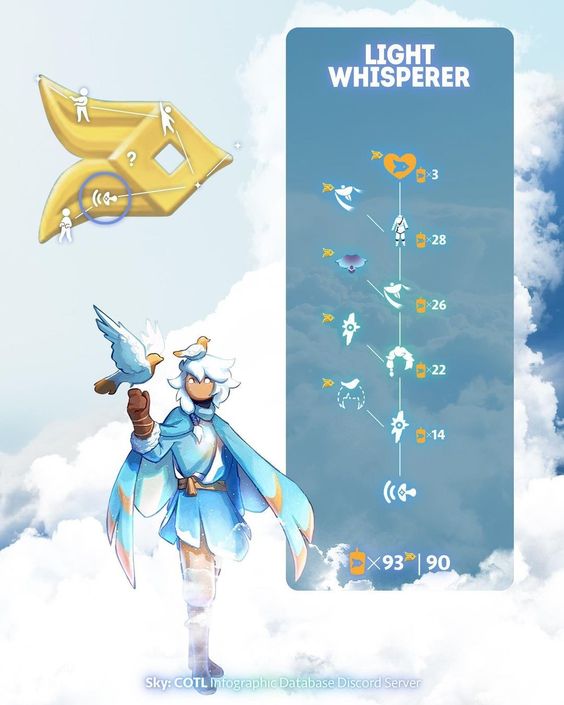 LIGHT
WHISPERER
?
×3
×28
×26
×22
×14
×93 | 90
Sky: COTL Infographic Database Discord Server